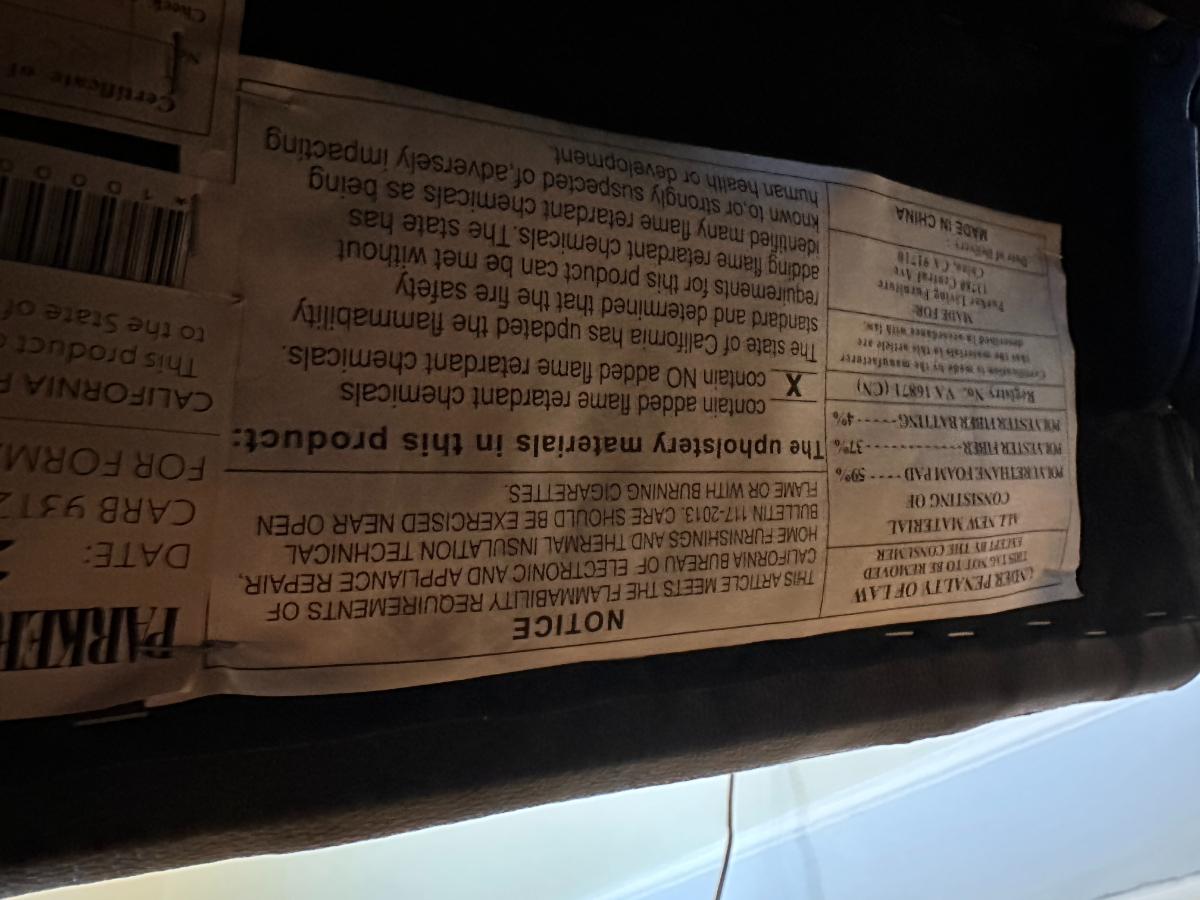 UNDER PENALTY OF LAW
THIS TAG NOT TO BE REMOVED
EXCEPT BY THE CONSUMER
ALL NEW MATERIAL
CONSISTING OF
POLYURETHANE FOAM PAD ----- 59%
POLYESTER FIBER------------ 37%
POLYESTER FIBER BATTING------ 4%
Registry No. VA 16871 (CN)
Certification is made by the manufacturer
that the materials in this article are
described in accordance with law.
MADE FOR:
Parker Living Furniture
13788 Central Ave
Chino, CA 91710
Date of Delivery :
MADE IN CHINA
NOTICE
THIS ARTICLE MEETS THE FLAMMABILITY REQUIREMENTS OF
CALIFORNIA BUREAU OF ELECTRONIC AND APPLIANCE REPAIR,
HOME FURNISHINGS AND THERMAL INSULATION TECHNICAL
BULLETIN 117-2013. CARE SHOULD BE EXERCISED NEAR OPEN
FLAME OR WITH BURNING CIGARETTES.
The upholstery materials in this product:
contain added flame retardant chemicals
X contain NO added flame retardant chemicals.
The state of California has updated the flammability
standard and determined that the fire safety
requirements for this product can be met without
adding flame retardant chemicals. The state has
identified many flame retardant chemicals as being
known to,or strongly suspected of,adversely impacting
human health or development.
PARKER
DATE:
CARB 9312
FOR FORM
CALIFORNIA
This product
to the State of
Certificate of
Check